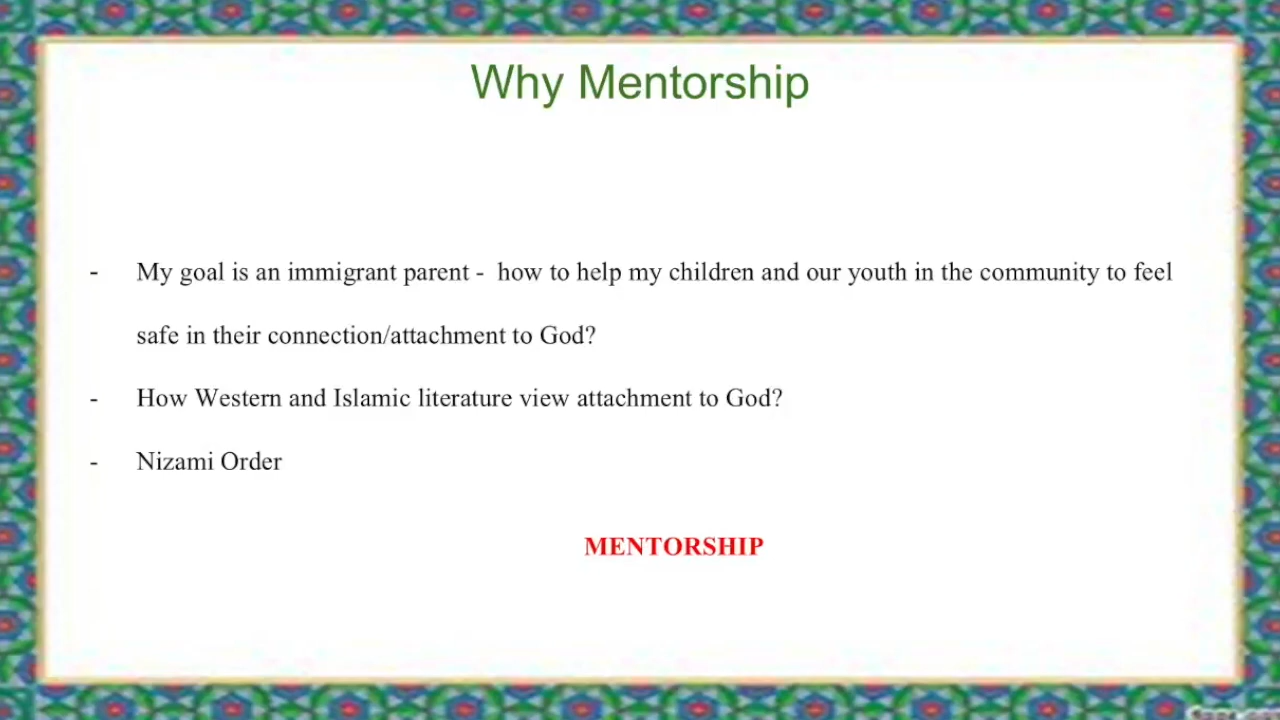 Why Mentorship
- My goal is an immigrant parent - how to help my children and our youth in the community to feel
safe in their connection/attachment to God?
- How Western and Islamic literature view attachment to God?
- Nizami Order
MENTORSHIP